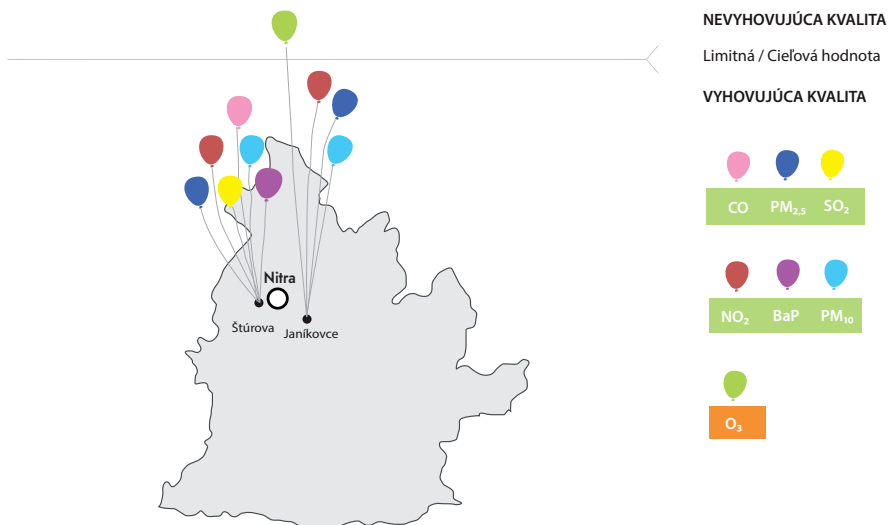 NEVYHOVUJÚCA KVALITA
Limitná / Cieľová hodnota
VYHOVUJÚCA KVALITA
CO PM₂,₅ SO₂
NO₂ BaP PM₁₀
O₃
Nitra
Štúrova
Janíkovce